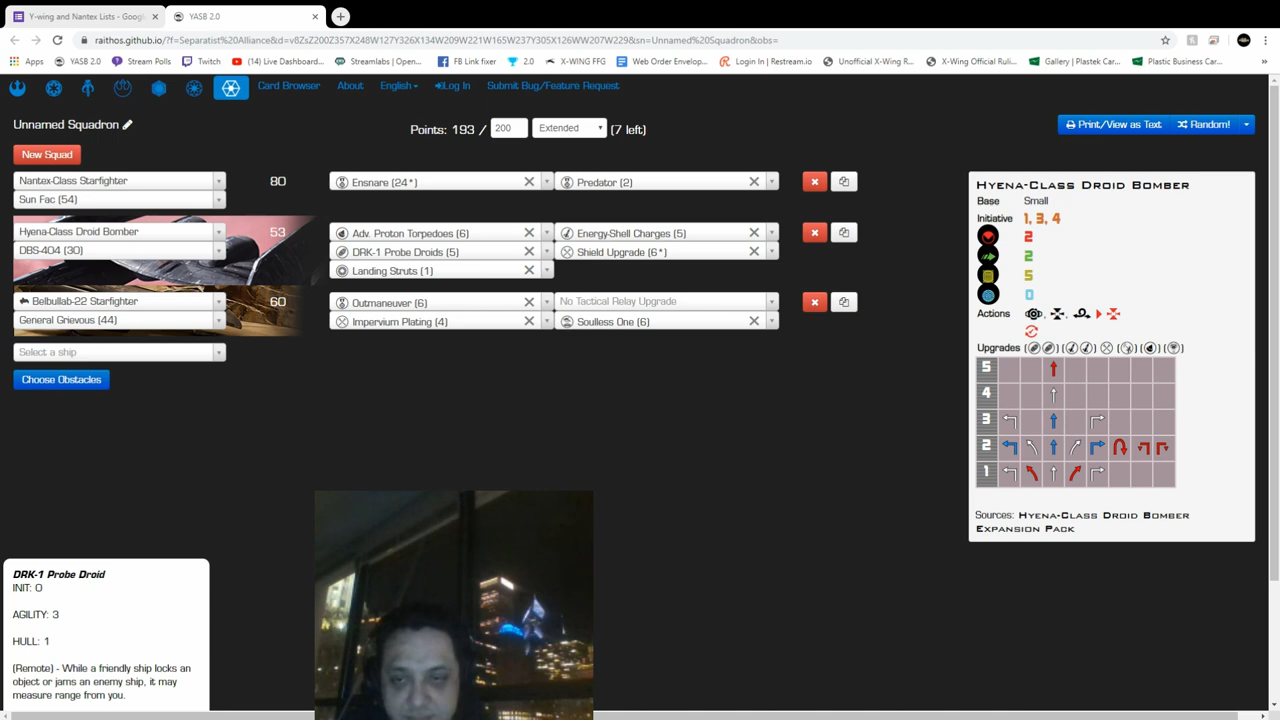 Y-wing and Nantex Lists - Goog
YASB 2.0
raithos.github.io/?f=Separatist%20Alliance&d=v8ZsZ200Z357X248W127Y326X134W209W221W165W237Y305X126WW207W229&sn=Unnamed%20Squadron&obs=
Apps YASB 2.0 Stream Polls Twitch (14) Live Dashboard... Streamlabs | Open... FB Link fixer 2.0 X-WING FFG Web Order Envelop... Login In | Restream.io Unofficial X-Wing R... X-Wing Official Ruli... Gallery | Plastek Car... Plastic Business Car...
Card Browser About English Log In Submit Bug/Feature Request
Unnamed Squadron
Points: 193 / 200 Extended (7 left)
Print/View as Text Random!
New Squad
Nantex-Class Starfighter 80 Ensnare (24*) Predator (2)
Sun Fac (54)
Hyena-Class Droid Bomber 53 Adv. Proton Torpedoes (6) Energy-Shell Charges (5)
DBS-404 (30) DRK-1 Probe Droids (5) Shield Upgrade (6*)
Landing Struts (1)
Belbullab-22 Starfighter 60 Outmaneuver (6) No Tactical Relay Upgrade
General Grievous (44) Impervium Plating (4) Soulless One (6)
Select a ship
Choose Obstacles
Hyena-Class Droid Bomber
Base Small
Initiative 1, 3, 4
2
2
5
0
Actions
Upgrades
5
4
3
2
1
Sources: Hyena-Class Droid Bomber
Expansion Pack
DRK-1 Probe Droid
INIT: 0
AGILITY: 3
HULL: 1
(Remote) - While a friendly ship locks an
object or jams an enemy ship, it may
measure range from you.